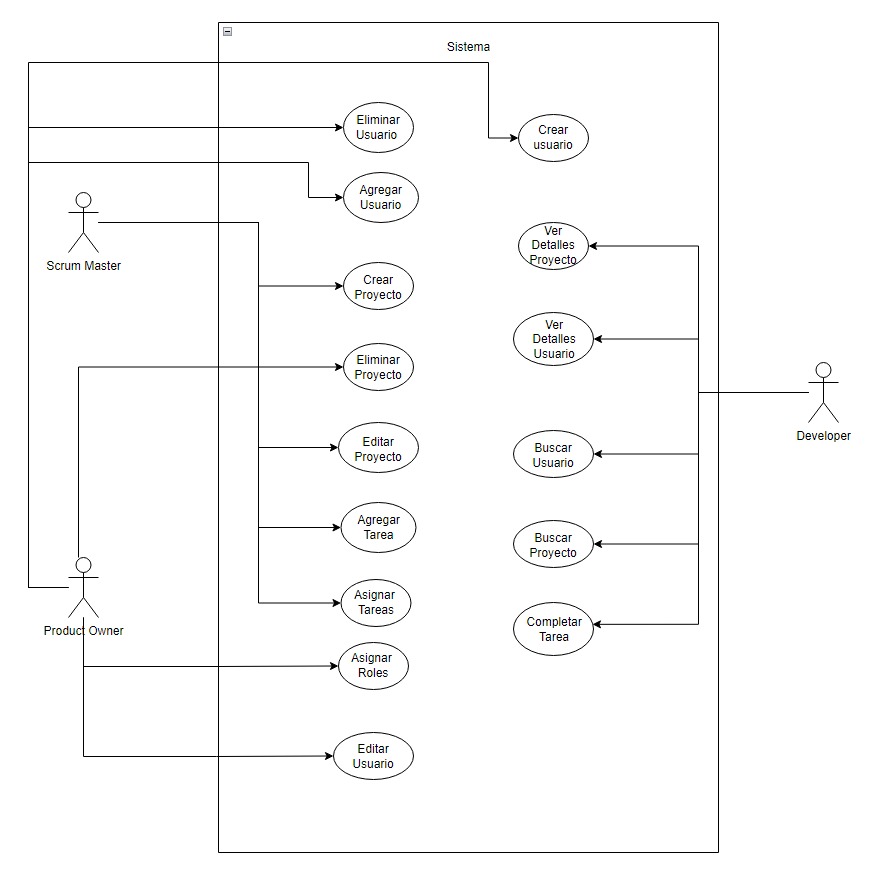 Sistema
Eliminar
Usuario
Crear
usuario
Agregar
Usuario
Scrum Master
Ver
Detalles
Proyecto
Crear
Proyecto
Ver
Detalles
Usuario
Eliminar
Proyecto
Developer
Editar
Proyecto
Buscar
Usuario
Agregar
Tarea
Buscar
Proyecto
Asignar
Tareas
Completar
Tarea
Product Owner
Asignar
Roles
Editar
Usuario